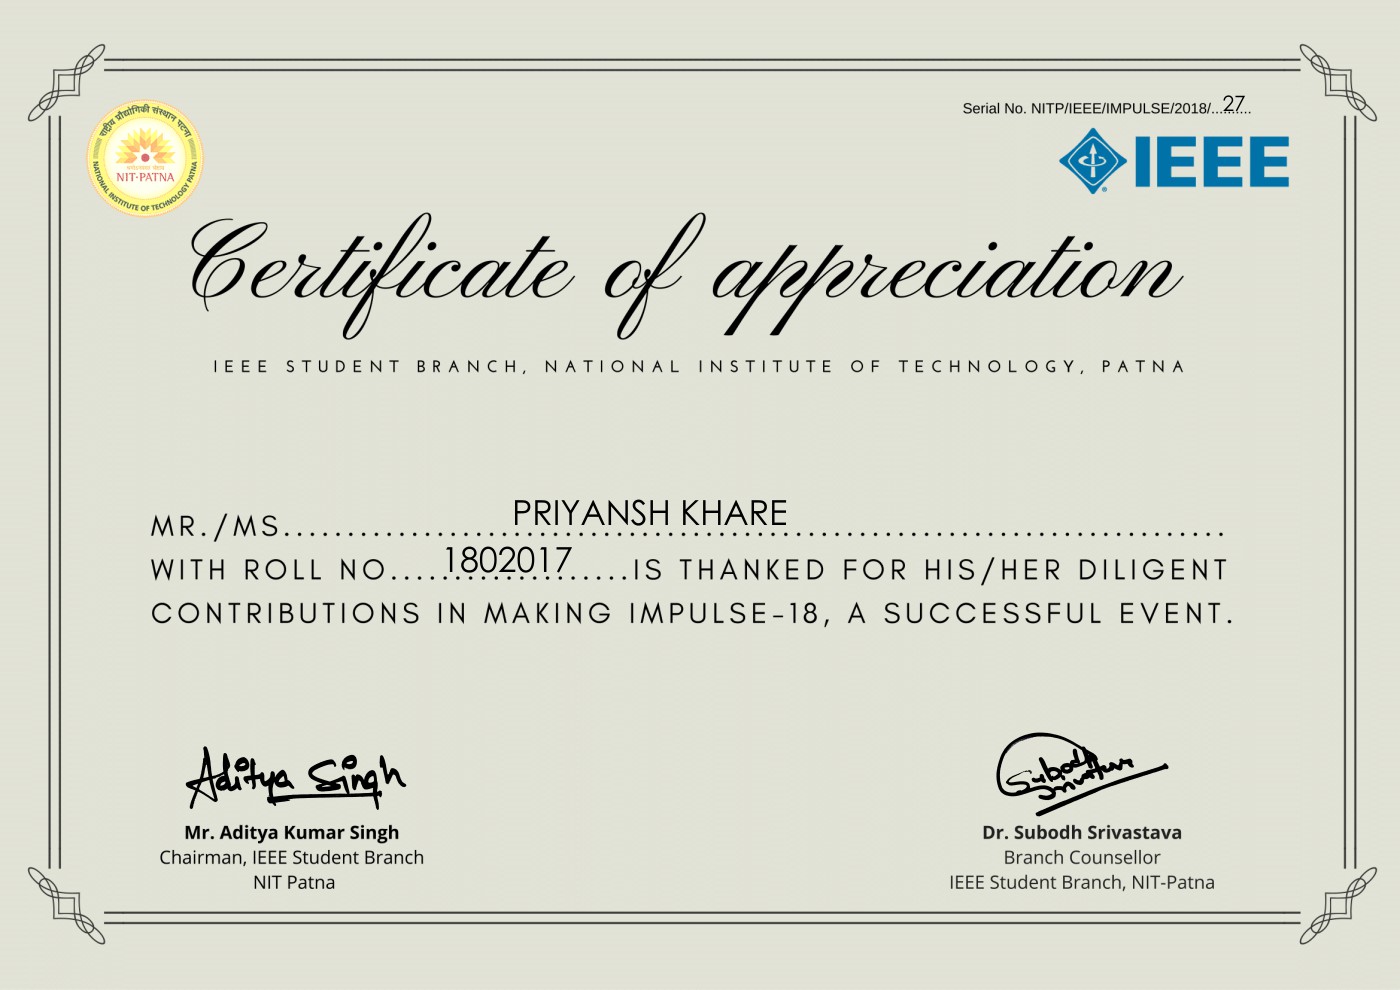 Serial No. NITP/IEEE/IMPULSE/2018/..........27
राष्ट्रीय प्रौद्योगिकी संस्थान पटना
NIT-PATNA
NATIONAL INSTITUTE OF TECHNOLOGY PATNA
IEEE
Certificate of appreciation
IEEE STUDENT BRANCH, NATIONAL INSTITUTE OF TECHNOLOGY, PATNA
MR./MS. PRIYANSH KHARE
WITH ROLL NO. 1802017 IS THANKED FOR HIS/HER DILIGENT
CONTRIBUTIONS IN MAKING IMPULSE-18, A SUCCESSFUL EVENT.
Aditya Singh
Subodh Srivastava
Mr. Aditya Kumar Singh
Chairman, IEEE Student Branch
NIT Patna
Dr. Subodh Srivastava
Branch Counsellor
IEEE Student Branch, NIT-Patna